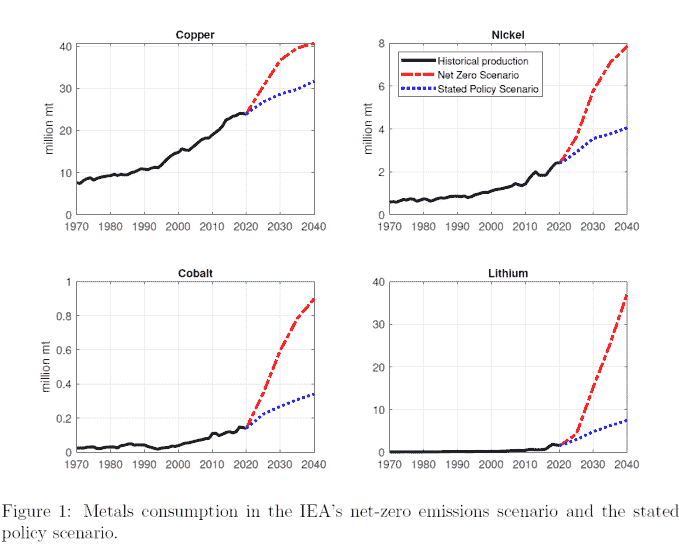 Copper
40
30
20
10
0
million mt
1970 1980 1990 2000 2010 2020 2030 2040
Nickel
8
6
4
2
0
million mt
Historical production
Net Zero Scenario
Stated Policy Scenario
1970 1980 1990 2000 2010 2020 2030 2040
Cobalt
1
0.8
0.6
0.4
0.2
0
million mt
1970 1980 1990 2000 2010 2020 2030 2040
Lithium
40
30
20
10
0
1970 1980 1990 2000 2010 2020 2030 2040
Figure 1: Metals consumption in the IEA's net-zero emissions scenario and the stated
policy scenario.